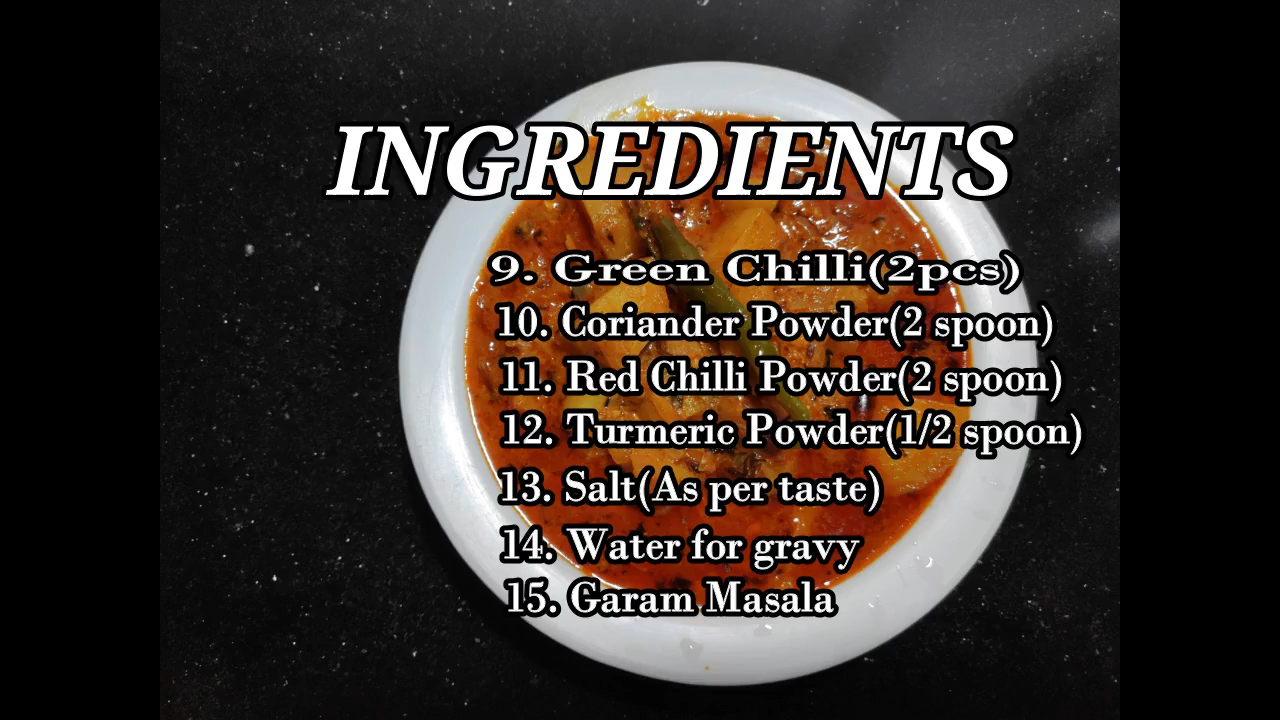 INGREDIENTS
9. Green Chilli(2pcs)
10. Coriander Powder(2 spoon)
11. Red Chilli Powder(2 spoon)
12. Turmeric Powder(1/2 spoon)
13. Salt(As per taste)
14. Water for gravy
15. Garam Masala